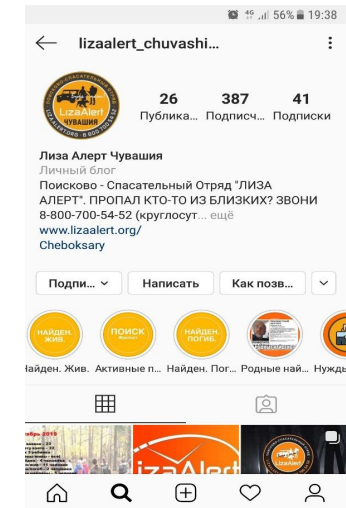 4G 56% 19:38
lizaalert_chuvashi...
LizaAlert
ЧУВАШИЯ
26 387 41
Публика... Подписч... Подписки
Лиза Алерт Чувашия
Личный блог
Поисково - Спасательный Отряд "ЛИЗА
АЛЕРТ". ПРОПАЛ КТО-ТО ИЗ БЛИЗКИХ? ЗВОНИ
8-800-700-54-52 (круглосут... ещё
www.lizaalert.org/
Cheboksary
Подпи... Написать Как позв...
НАЙДЕН.
ЖИВ.
ПОИСК
НАЙДЕН.
ПОГИБ.
Найден. Жив. Активные п... Найден. Пог... Родные най... Нужды
2019
izaAlert
LizaAlert